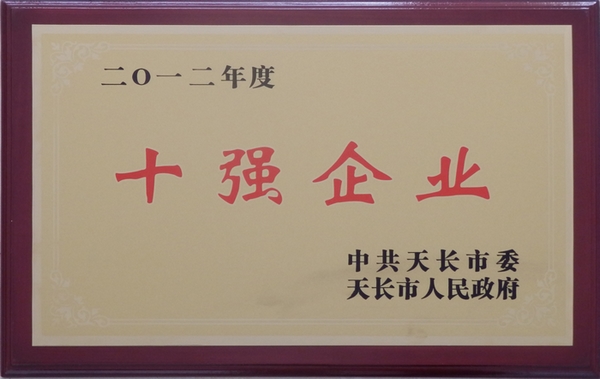 二〇一二年度
十强企业
中共天长市委
天长市人民政府